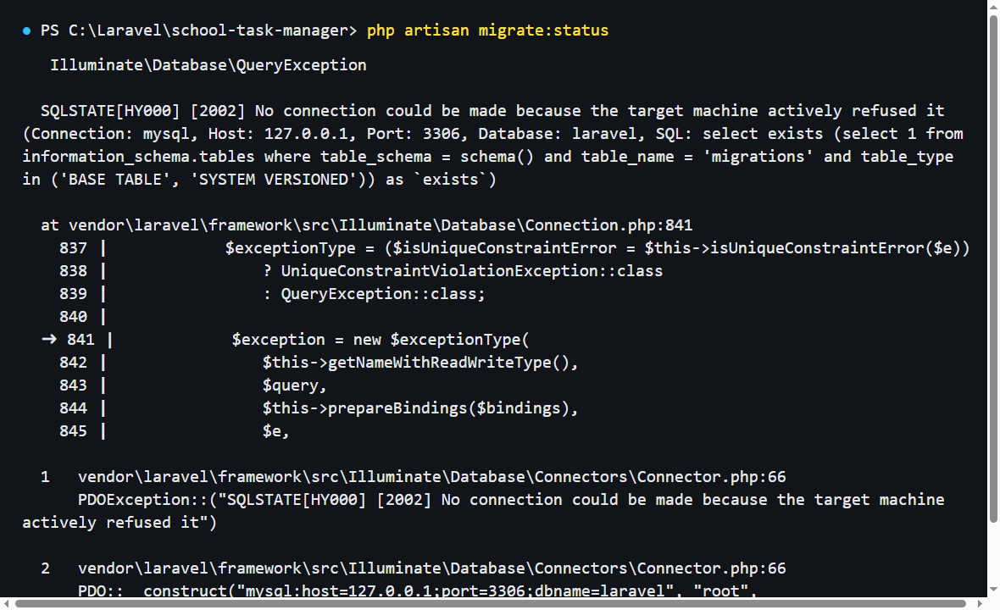 PS C:\Laravel\school-task-manager> php artisan migrate:status
Illuminate\Database\QueryException
SQLSTATE[HY000] [2002] No connection could be made because the target machine actively refused it
(Connection: mysql, Host: 127.0.0.1, Port: 3306, Database: laravel, SQL: select exists (select 1 from
information_schema.tables where table_schema = schema() and table_name = 'migrations' and table_type
in ('BASE TABLE', 'SYSTEM VERSIONED')) as `exists`)
at vendor\laravel\framework\src\Illuminate\Database\Connection.php:841
837 | $exceptionType = ($isUniqueConstraintError = $this->isUniqueConstraintError($e))
838 | ? UniqueConstraintViolationException::class
839 | : QueryException::class;
840 |
→ 841 | $exception = new $exceptionType(
842 | $this->getNameWithReadWriteType(),
843 | $query,
844 | $this->prepareBindings($bindings),
845 | $e,
1 vendor\laravel\framework\src\Illuminate\Database\Connectors\Connector.php:66
PDOException::("SQLSTATE[HY000] [2002] No connection could be made because the target machine
actively refused it")
2 vendor\laravel\framework\src\Illuminate\Database\Connectors\Connector.php:66
PDO::__construct("mysql:host=127.0.0.1;port=3306;dbname=laravel", "root",